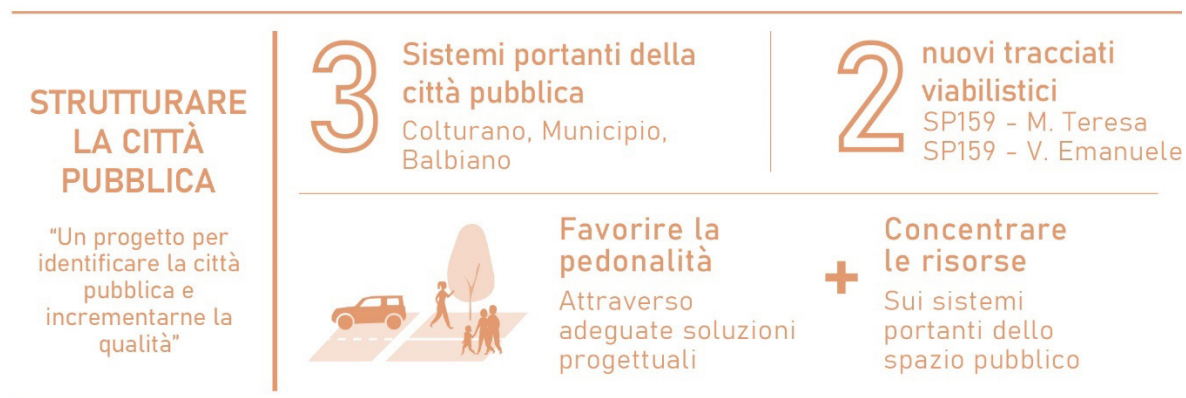 STRUTTURARE
LA CITTÀ
PUBBLICA
"Un progetto per
identificare la città
pubblica e
incrementarne la
qualità"
3
Sistemi portanti della
città pubblica
Colturano, Municipio,
Balbiano
2
nuovi tracciati
viabilistici
SP159 - M. Teresa
SP159 - V. Emanuele
Favorire la
pedonalità
Attraverso
adeguate soluzioni
progettuali
+
Concentrare
le risorse
Sui sistemi
portanti dello
spazio pubblico